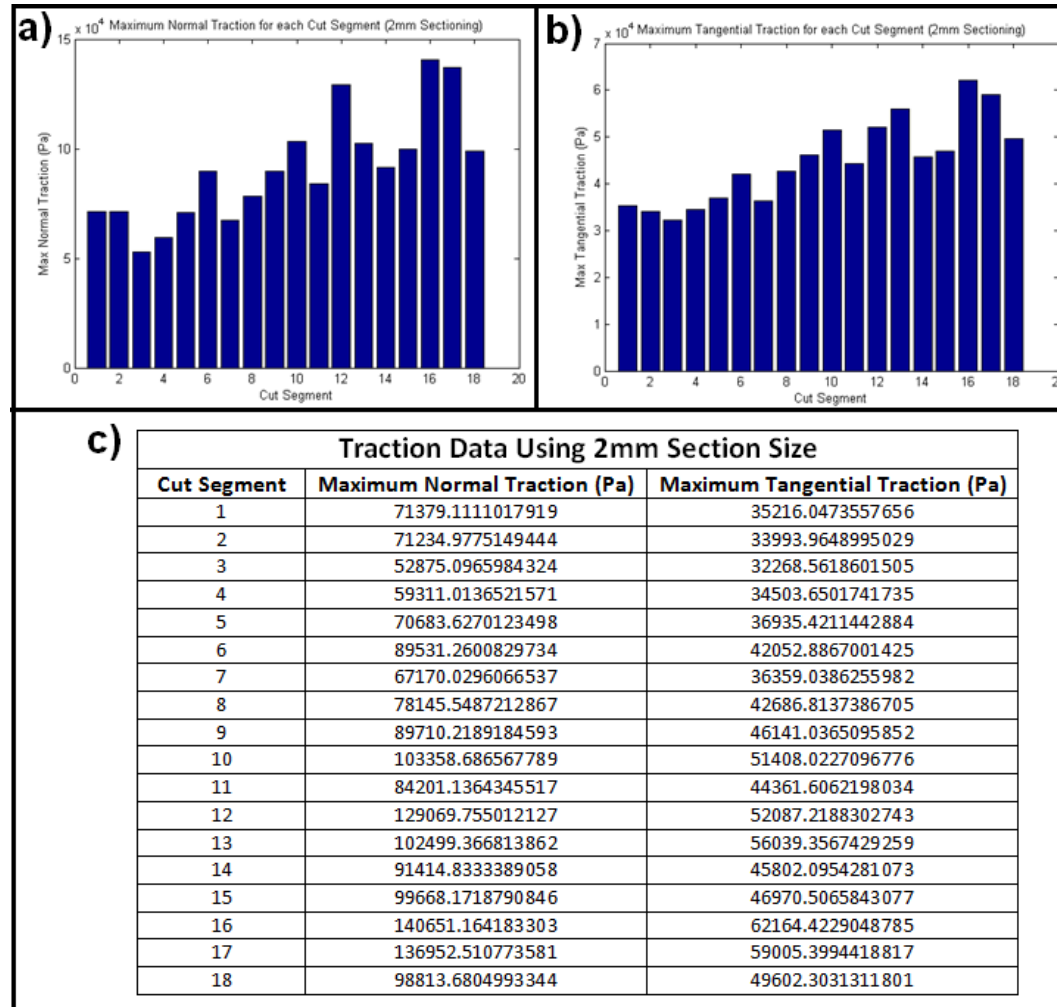 a)
x 10⁴ Maximum Normal Traction for each Cut Segment (2mm Sectioning)
15
10
5
0
Max Normal Traction (Pa)
0 2 4 6 8 10 12 14 16 18 20
Cut Segment
b)
x 10⁴ Maximum Tangential Traction for each Cut Segment (2mm Sectioning)
7
6
5
4
3
2
1
0
Max Tangential Traction (Pa)
0 2 4 6 8 10 12 14 16 18 2
Cut Segment
c)
Traction Data Using 2mm Section Size
Cut Segment Maximum Normal Traction (Pa) Maximum Tangential Traction (Pa)
1 71379.1111017919 35216.0473557656
2 71234.9775149444 33993.9648995029
3 52875.0965984324 32268.5618601505
4 59311.0136521571 34503.6501741735
5 70683.6270123498 36935.4211442884
6 89531.2600829734 42052.8867001425
7 67170.0296066537 36359.0386255982
8 78145.5487212867 42686.8137386705
9 89710.2189184593 46141.0365095852
10 103358.686567789 51408.0227096776
11 84201.1364345517 44361.6062198034
12 129069.755012127 52087.2188302743
13 102499.366813862 56039.3567429259
14 91414.8333389058 45802.0954281073
15 99668.1718790846 46970.5065843077
16 140651.164183303 62164.4229048785
17 136952.510773581 59005.3994418817
18 98813.6804993344 49602.3031311801